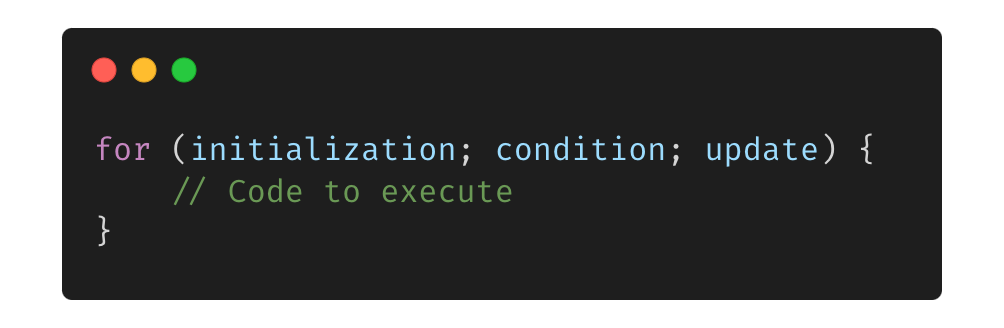 for (initialization; condition; update) {
    // Code to execute
}